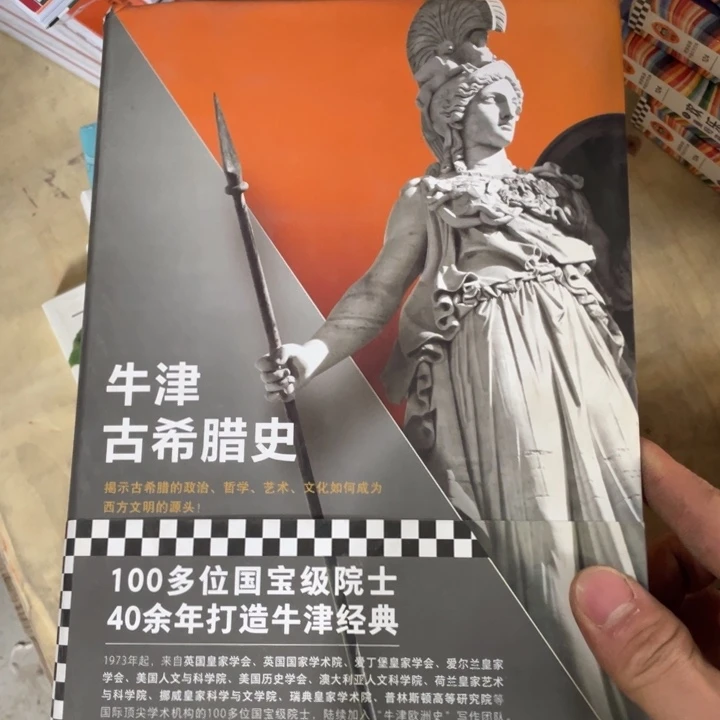 牛津
古希腊史
揭示古希腊的政治、哲学、艺术、文化如何成为
西方文明的源头！
100多位国宝级院士
40余年打造牛津经典
1973年起，来自英国皇家学会、英国国家学术院、爱丁堡皇家学会、爱尔兰皇家
学会、美国人文与科学院、美国历史学会、澳大利亚人文科学院、荷兰皇家艺术
与科学院、挪威皇家科学与文学院、瑞典皇家学术院、普林斯顿高等研究院等
国际顶尖学术机构的100多位国宝级院士，陆续加入“牛津欧洲史”写作团队